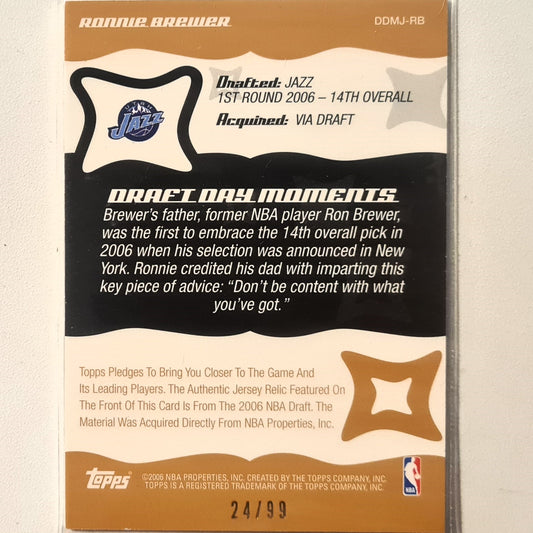 RONNIE BREWER
DDMJ-RB
Drafted: JAZZ
1ST ROUND 2006 – 14TH OVERALL
Acquired: VIA DRAFT
UTAH
JAZZ
DRAFT DAY MOMENTS
Brewer's father, former NBA player Ron Brewer,
was the first to embrace the 14th overall pick in
2006 when his selection was announced in New
York. Ronnie credited his dad with imparting this
key piece of advice: “Don't be content with what
you've got.”
Topps Pledges To Bring You Closer To The Game And
Its Leading Players. The Authentic Jersey Relic Featured On
The Front Of This Card Is From The 2006 NBA Draft. The
Material Was Acquired Directly From NBA Properties, Inc.
topps
©2006 NBA PROPERTIES, INC. CREATED BY THE TOPPS COMPANY, INC.
TOPPS IS A REGISTERED TRADEMARK OF THE TOPPS COMPANY, INC.
NBA
24/99